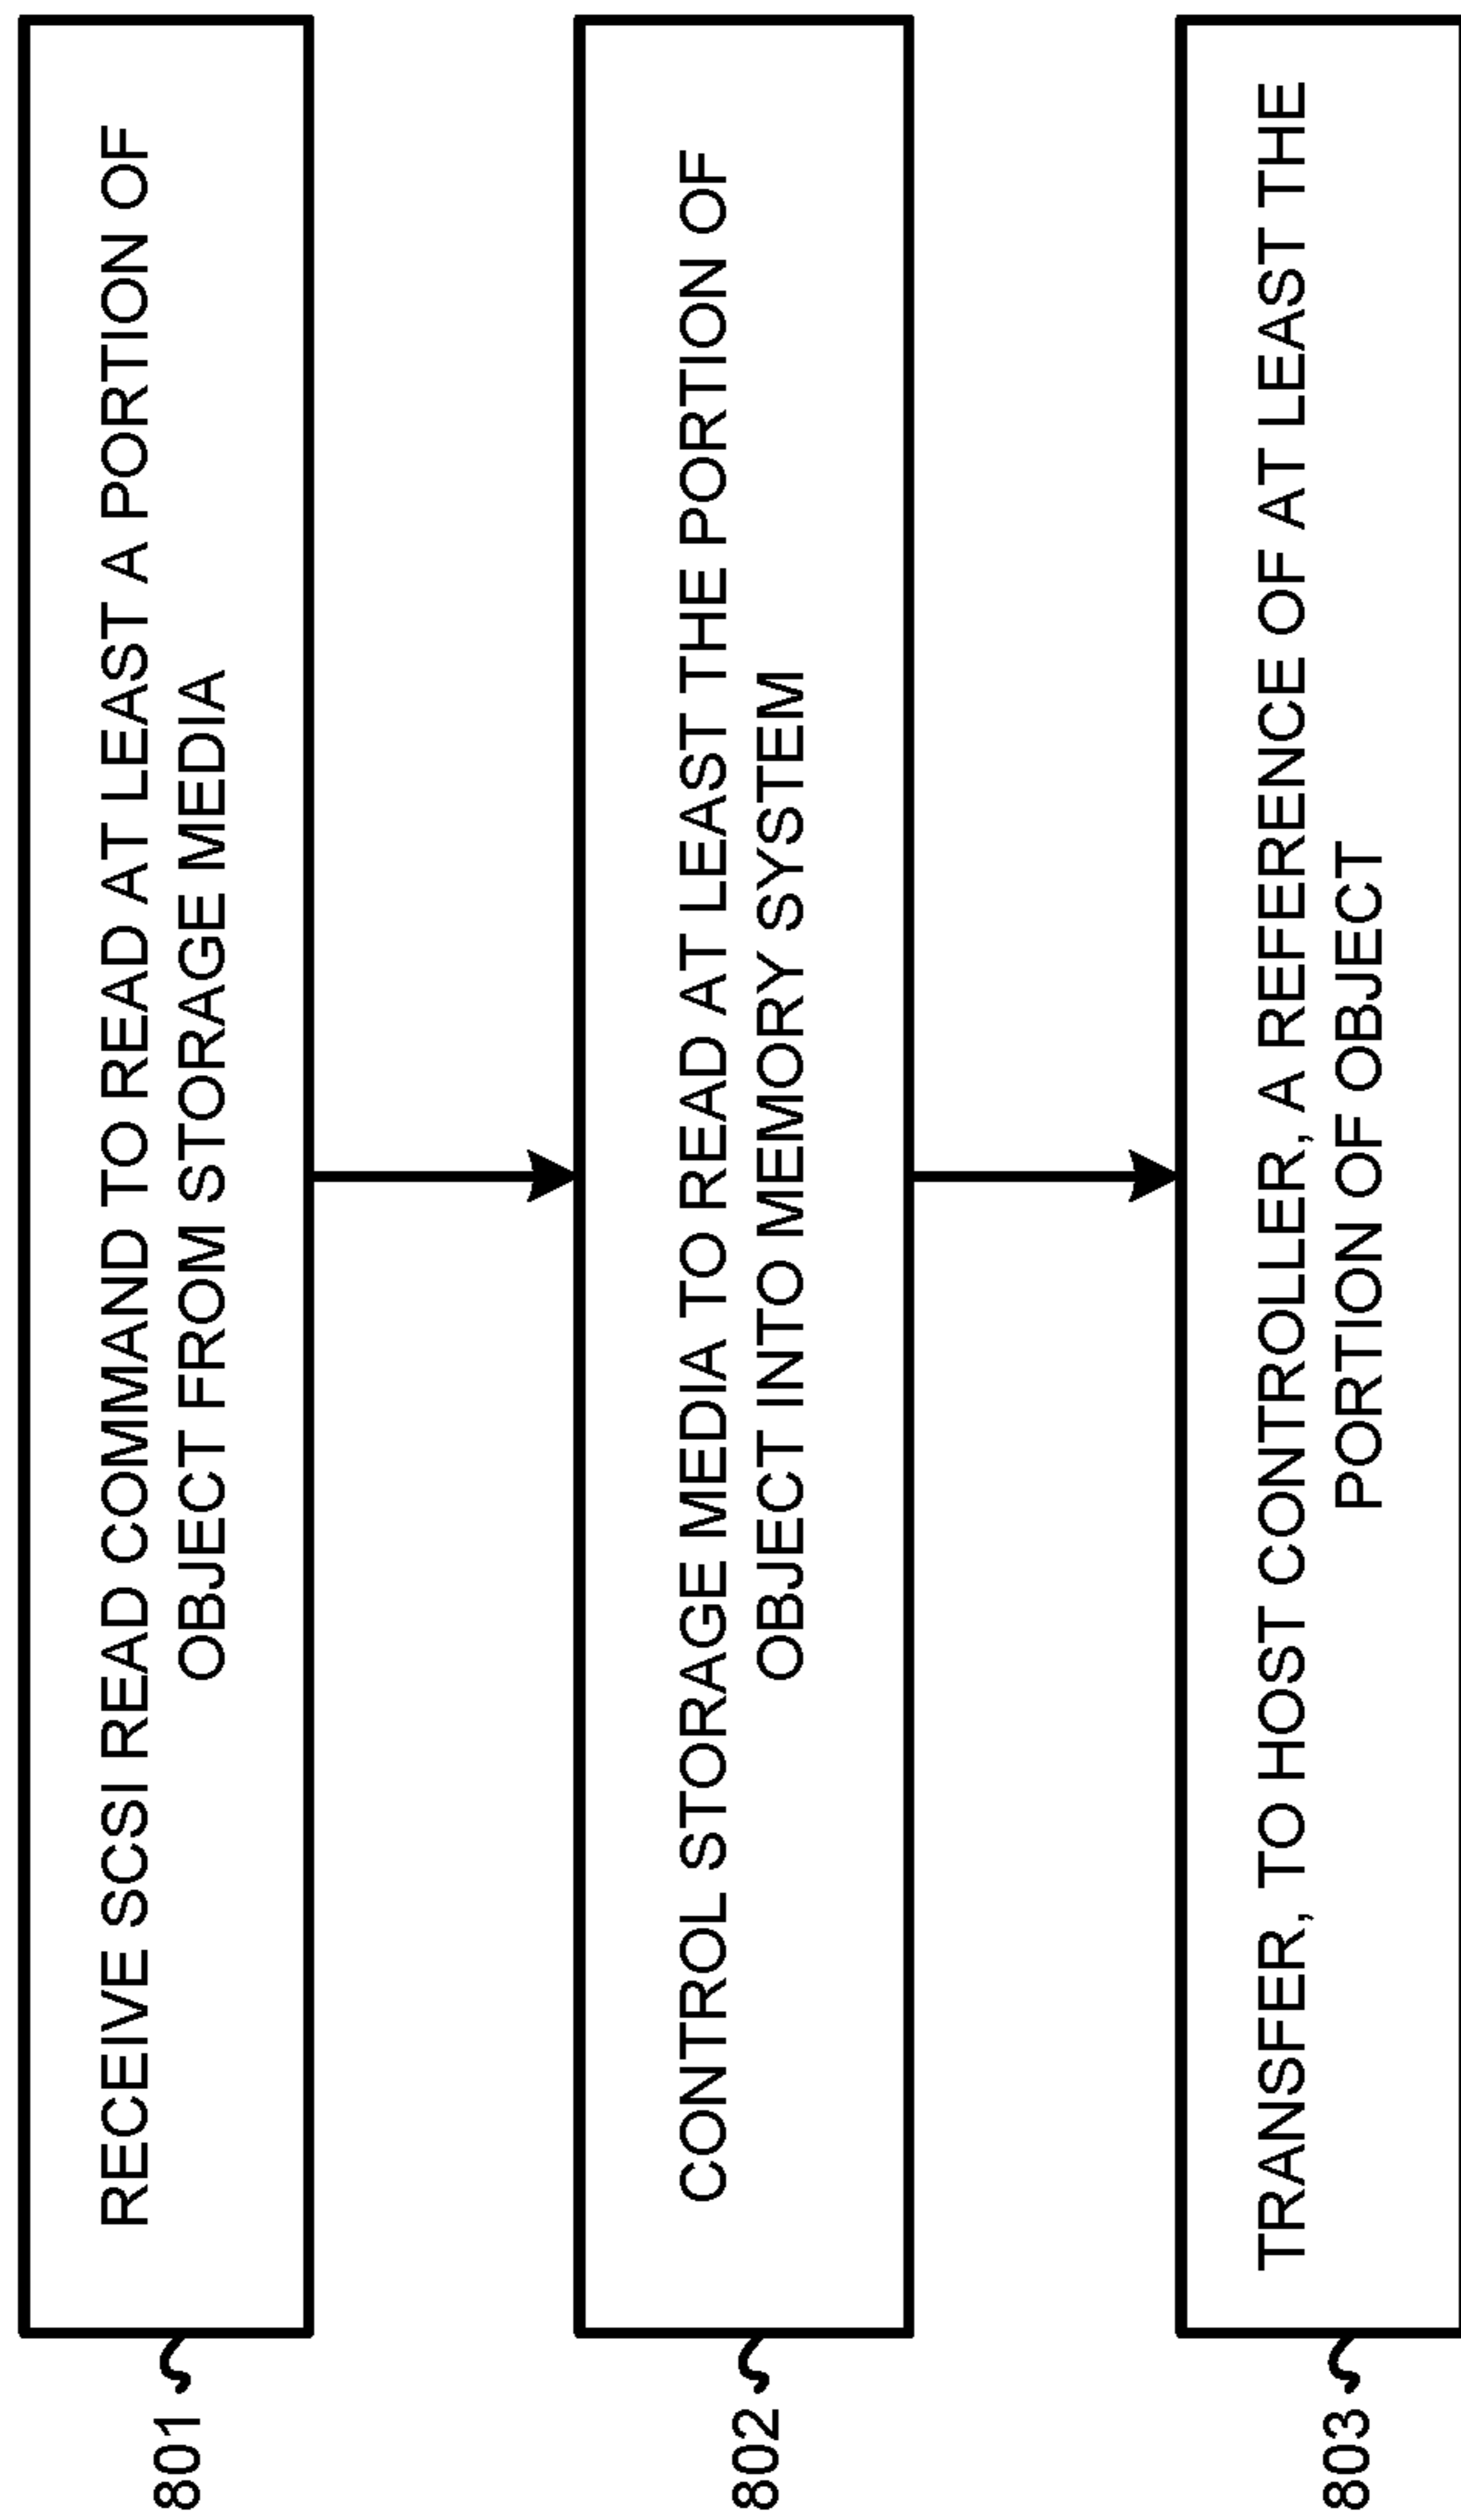 801
RECEIVE SCSI READ COMMAND TO READ AT LEAST A PORTION OF
OBJECT FROM STORAGE MEDIA
802
CONTROL STORAGE MEDIA TO READ AT LEAST THE PORTION OF
OBJECT INTO MEMORY SYSTEM
803
TRANSFER, TO HOST CONTROLLER, A REFERENCE OF AT LEAST THE
PORTION OF OBJECT